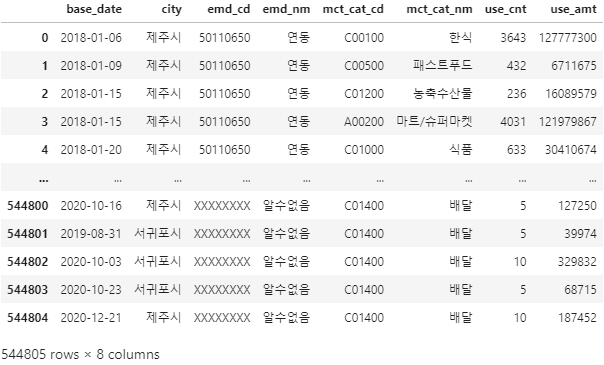 base_date city emd_cd emd_nm mct_cat_cd mct_cat_nm use_cnt use_amt
0 2018-01-06 제주시 50110650 연동 C00100 한식 3643 127777300
1 2018-01-09 제주시 50110650 연동 C00500 패스트푸드 432 6711675
2 2018-01-15 제주시 50110650 연동 C01200 농축수산물 236 16089579
3 2018-01-15 제주시 50110650 연동 A00200 마트/슈퍼마켓 4031 121979867
4 2018-01-20 제주시 50110650 연동 C01000 식품 633 30410674
... ... ... ... ... ... ... ... ...
544800 2020-10-16 제주시 XXXXXXXX 알수없음 C01400 배달 5 127250
544801 2019-08-31 서귀포시 XXXXXXXX 알수없음 C01400 배달 5 39974
544802 2020-10-03 서귀포시 XXXXXXXX 알수없음 C01400 배달 10 329832
544803 2020-10-23 서귀포시 XXXXXXXX 알수없음 C01400 배달 5 68715
544804 2020-12-21 제주시 XXXXXXXX 알수없음 C01400 배달 10 187452
544805 rows × 8 columns